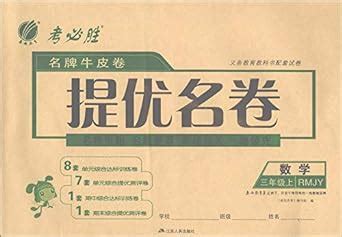 考必胜
义务教育教科书配套试卷
名牌牛皮卷
提优名卷
8套 单元综合达标训练卷
7套 单元综合提优测评卷
1套 期中综合达标训练卷
1套 期末综合提优测评卷
数学
三年级上 RMJY
学校: 班级: 姓名:
江苏人民出版社